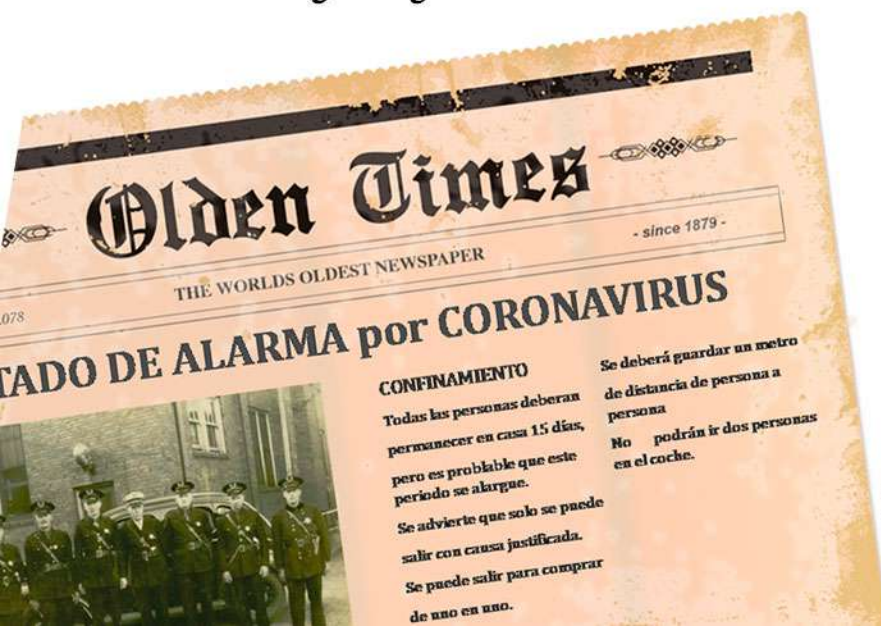 Olden Times
- since 1879 -
THE WORLDS OLDEST NEWSPAPER
.078
TADO DE ALARMA por CORONAVIRUS
CONFINAMIENTO
Todas las personas deberan
permanecer en casa 15 días,
pero es problable que este
periodo se alargue.
Se advierte que solo se puede
salir con causa justificada.
Se puede salir para comprar
de uno en uno.
Se deberá guardar un metro
de distancia de persona a
persona
No podrán ir dos personas
en el coche.